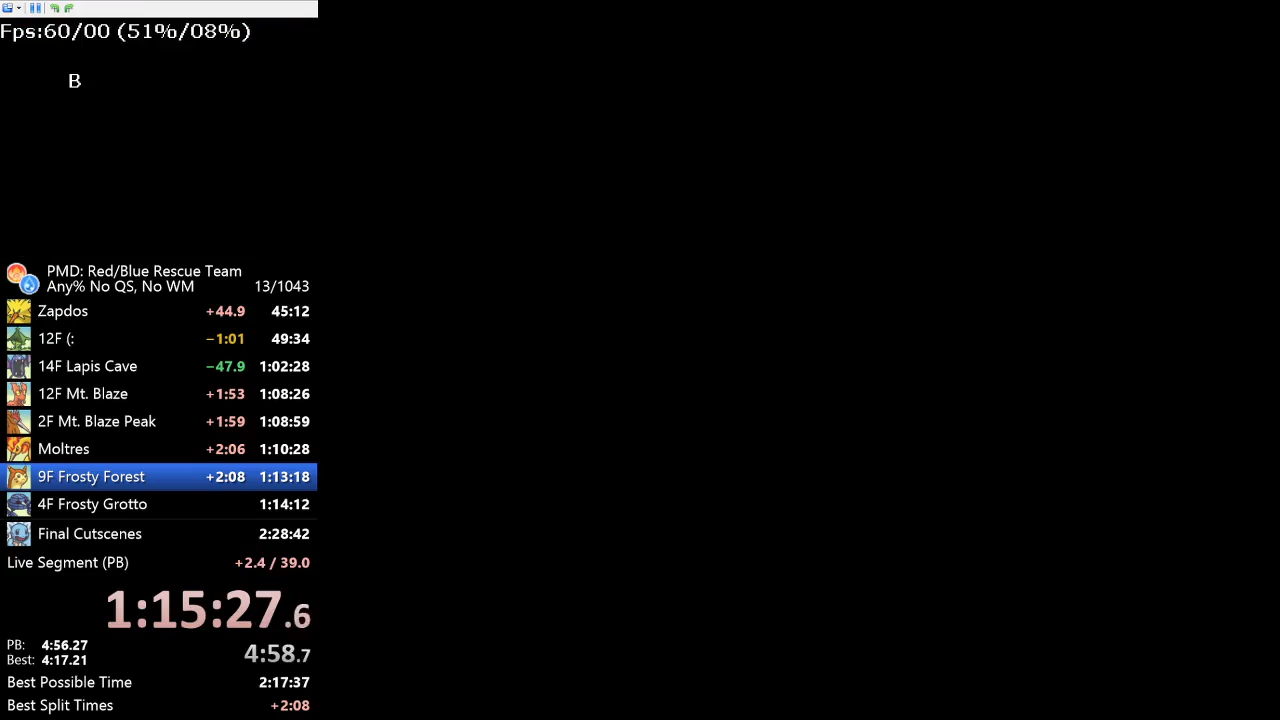 Fps:60/00 (51%/08%)
B
PMD: Red/Blue Rescue Team
Any% No QS, No WM 13/1043
Zapdos +44.9 45:12
12F (: −1:01 49:34
14F Lapis Cave −47.9 1:02:28
12F Mt. Blaze +1:53 1:08:26
2F Mt. Blaze Peak +1:59 1:08:59
Moltres +2:06 1:10:28
9F Frosty Forest +2:08 1:13:18
4F Frosty Grotto 1:14:12
Final Cutscenes 2:28:42
Live Segment (PB) +2.4 / 39.0
1:15:27.6
PB: 4:56.27
Best: 4:17.21
4:58.7
Best Possible Time 2:17:37
Best Split Times +2:08